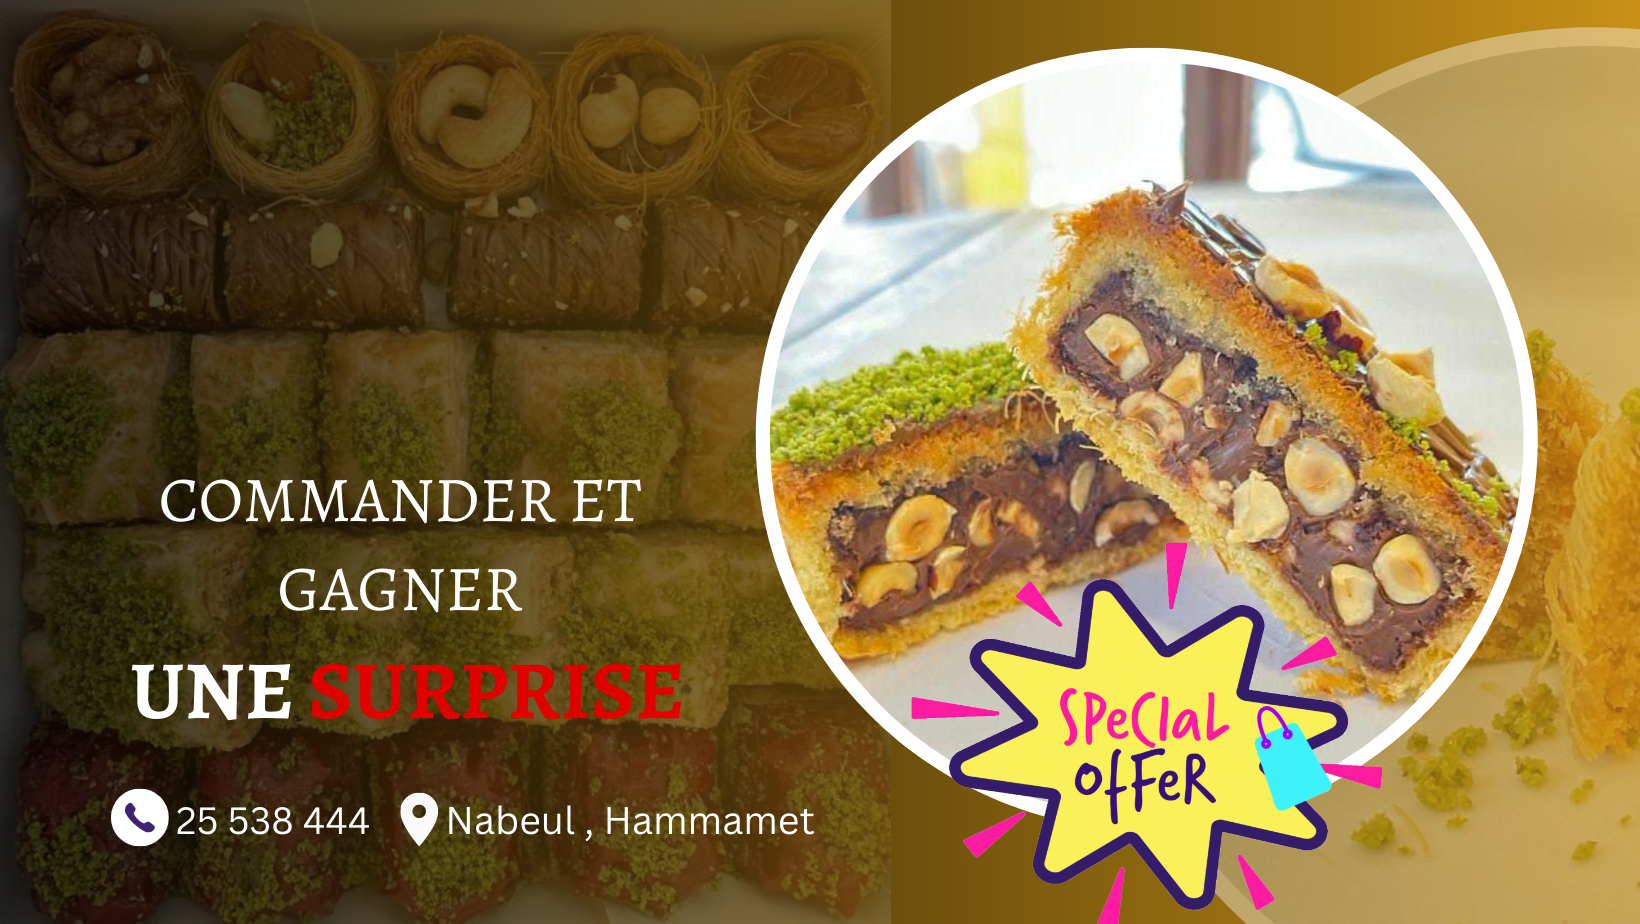 COMMANDER ET
GAGNER
UNE SURPRISE
25 538 444
Nabeul , Hammamet
SPeCIaL
OFFeR